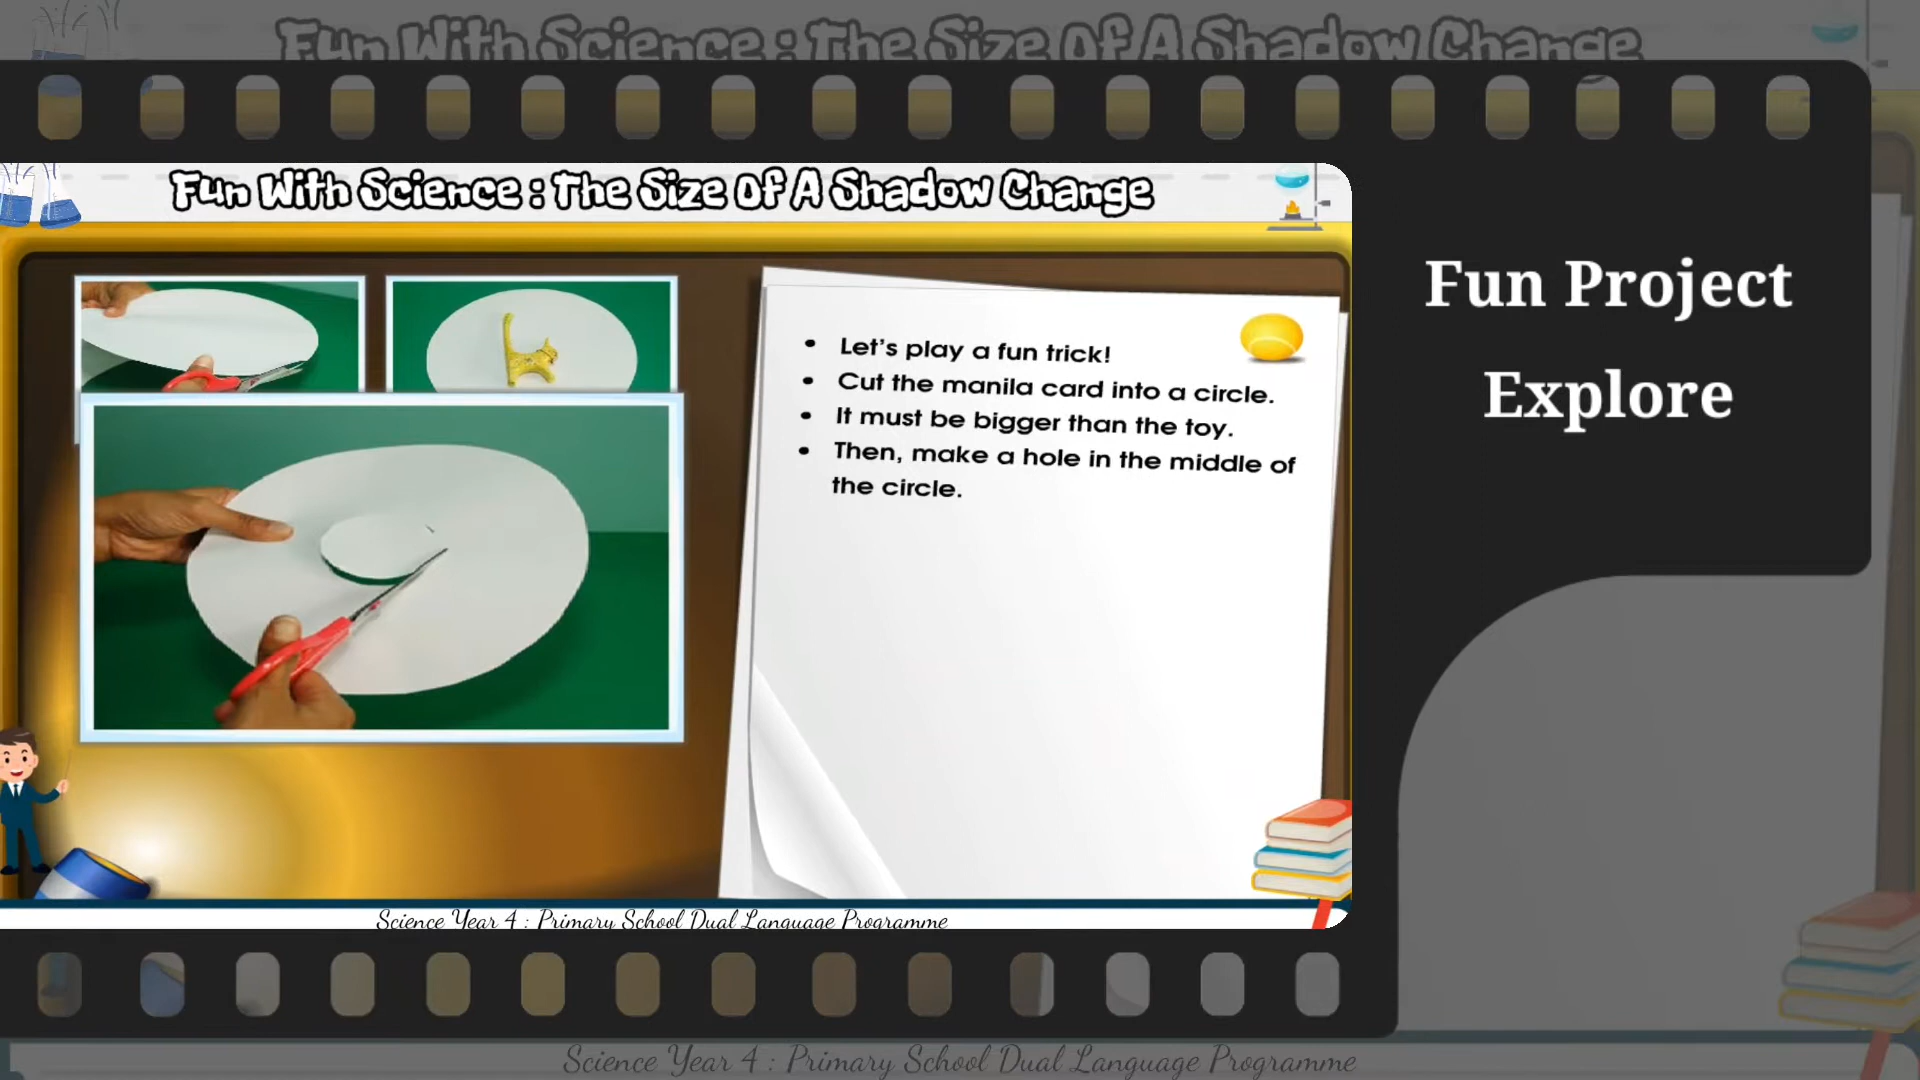 Fun With Science : The Size Of A Shadow Change
Fun With Science : The Size Of A Shadow Change
Fun Project
Explore
• Let's play a fun trick!
• Cut the manila card into a circle.
• It must be bigger than the toy.
• Then, make a hole in the middle of
the circle.
Science Year 4 : Primary School Dual Language Programme
Science Year 4 : Primary School Dual Language Programme